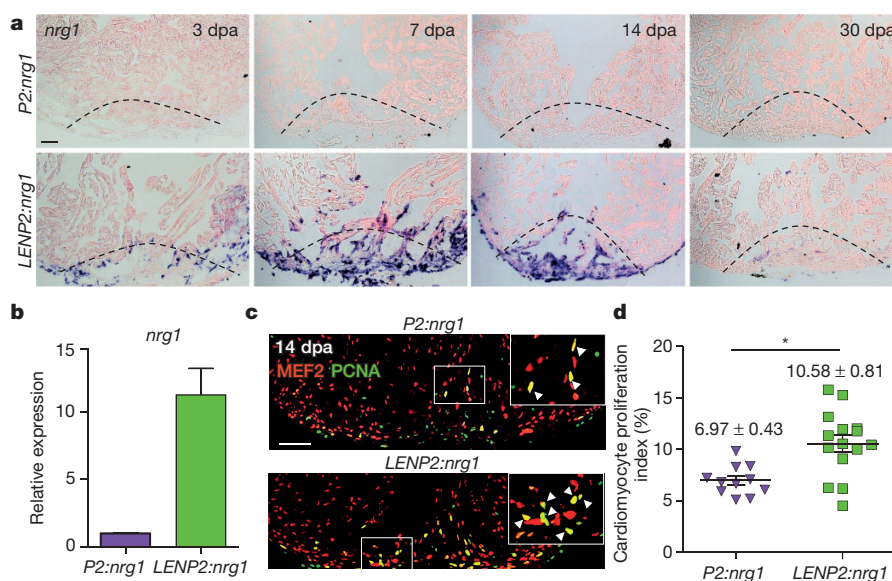 a
nrg1 3 dpa 7 dpa 14 dpa 30 dpa
P2:nrg1
LENP2:nrg1
b
nrg1
Relative expression
15
10
5
0
P2:nrg1 LENP2:nrg1
c
P2:nrg1
14 dpa
MEF2 PCNA
LENP2:nrg1
d
*
Cardiomyocyte proliferation
index (%)
20
15
10
5
0
6.97 ± 0.43
10.58 ± 0.81
P2:nrg1 LENP2:nrg1